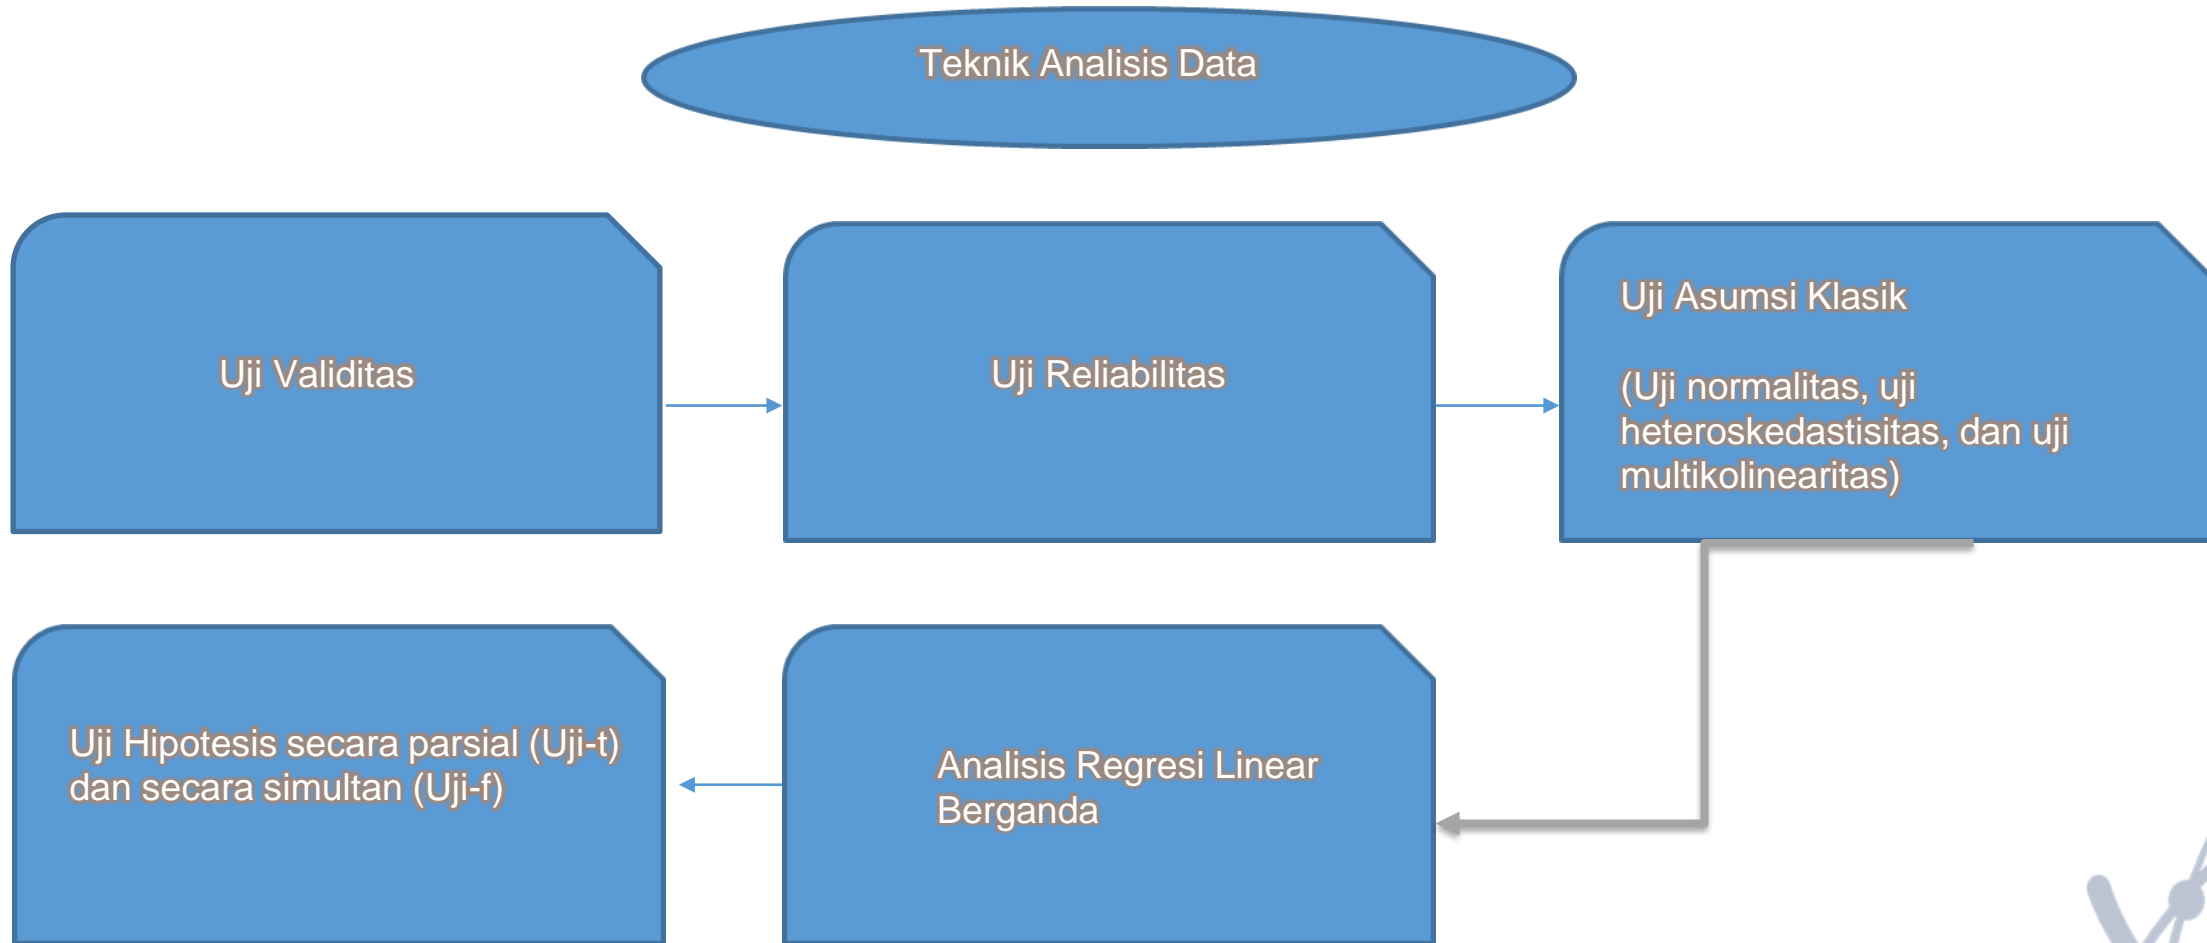 Teknik Analisis Data
Uji Validitas
Uji Reliabilitas
Uji Asumsi Klasik
(Uji normalitas, uji
heteroskedastisitas, dan uji
multikolinearitas)
Uji Hipotesis secara parsial (Uji-t)
dan secara simultan (Uji-f)
Analisis Regresi Linear
Berganda